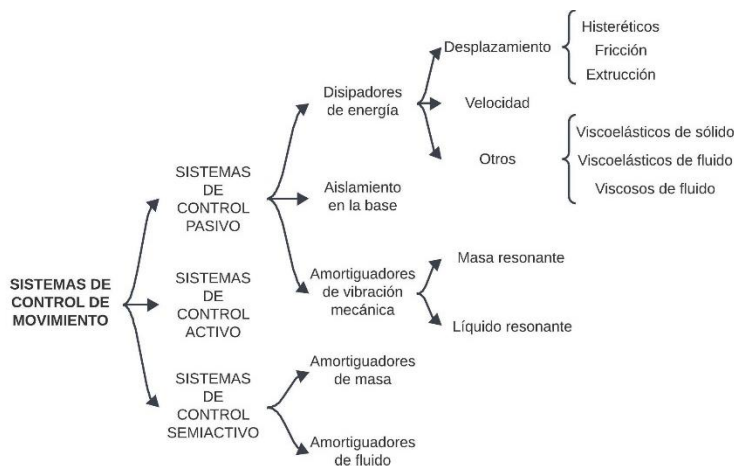 SISTEMAS DE
CONTROL DE
MOVIMIENTO
SISTEMAS
DE
CONTROL
PASIVO
SISTEMAS
DE
CONTROL
ACTIVO
SISTEMAS
DE
CONTROL
SEMIACTIVO
Disipadores
de energía
Aislamiento
en la base
Amortiguadores
de vibración
mecánica
Amortiguadores
de masa
Amortiguadores
de fluido
Desplazamiento
Velocidad
Otros
Masa resonante
Líquido resonante
Histeréticos
Fricción
Extrucción
Viscoelásticos de sólido
Viscoelásticos de fluido
Viscosos de fluido